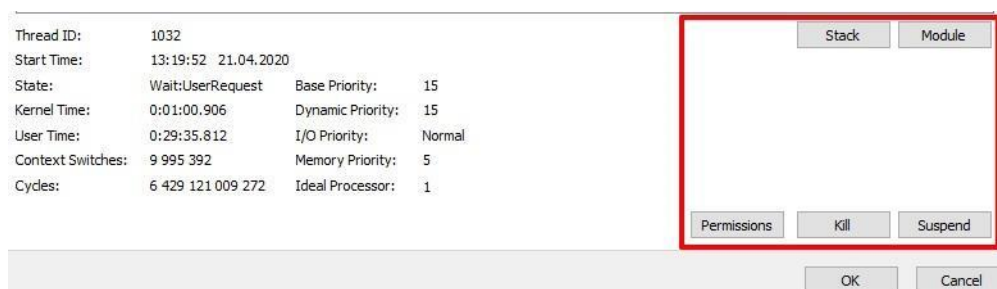 Thread ID: 1032 Stack Module
Start Time: 13:19:52 21.04.2020
State: Wait:UserRequest Base Priority: 15
Kernel Time: 0:01:00.906 Dynamic Priority: 15
User Time: 0:29:35.812 I/O Priority: Normal
Context Switches: 9 995 392 Memory Priority: 5
Cycles: 6 429 121 009 272 Ideal Processor: 1
Permissions Kill Suspend
OK Cancel